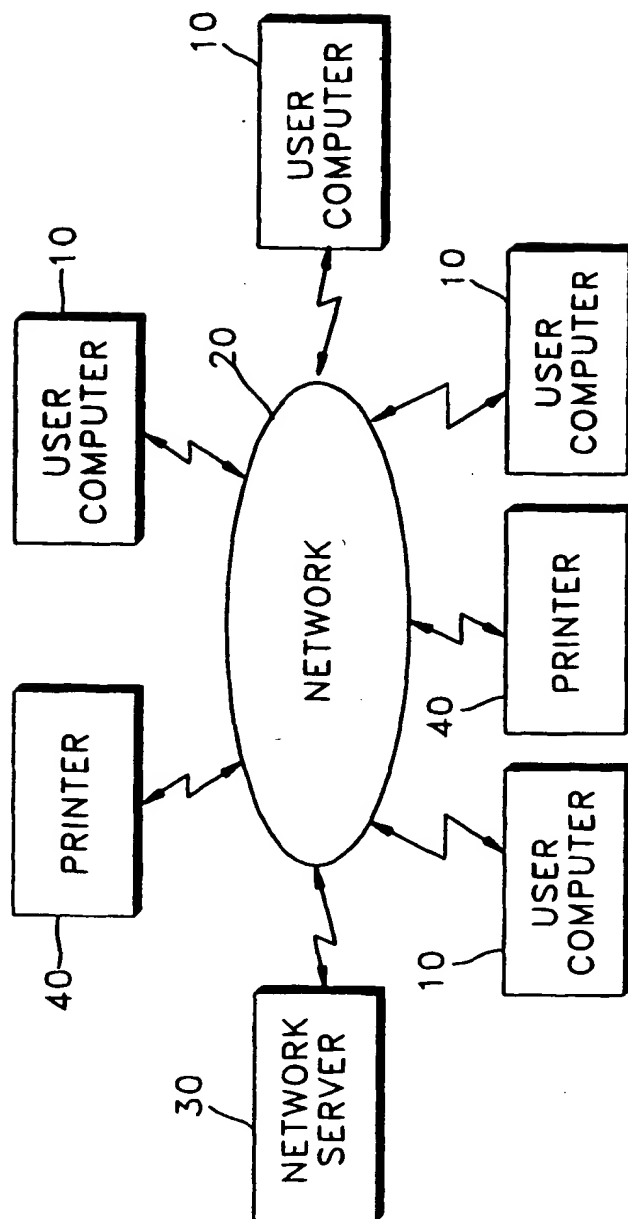 40
PRINTER
USER
COMPUTER
10
30
NETWORK
SERVER
20
NETWORK
10
USER
COMPUTER
10
USER
COMPUTER
40
PRINTER
10
USER
COMPUTER